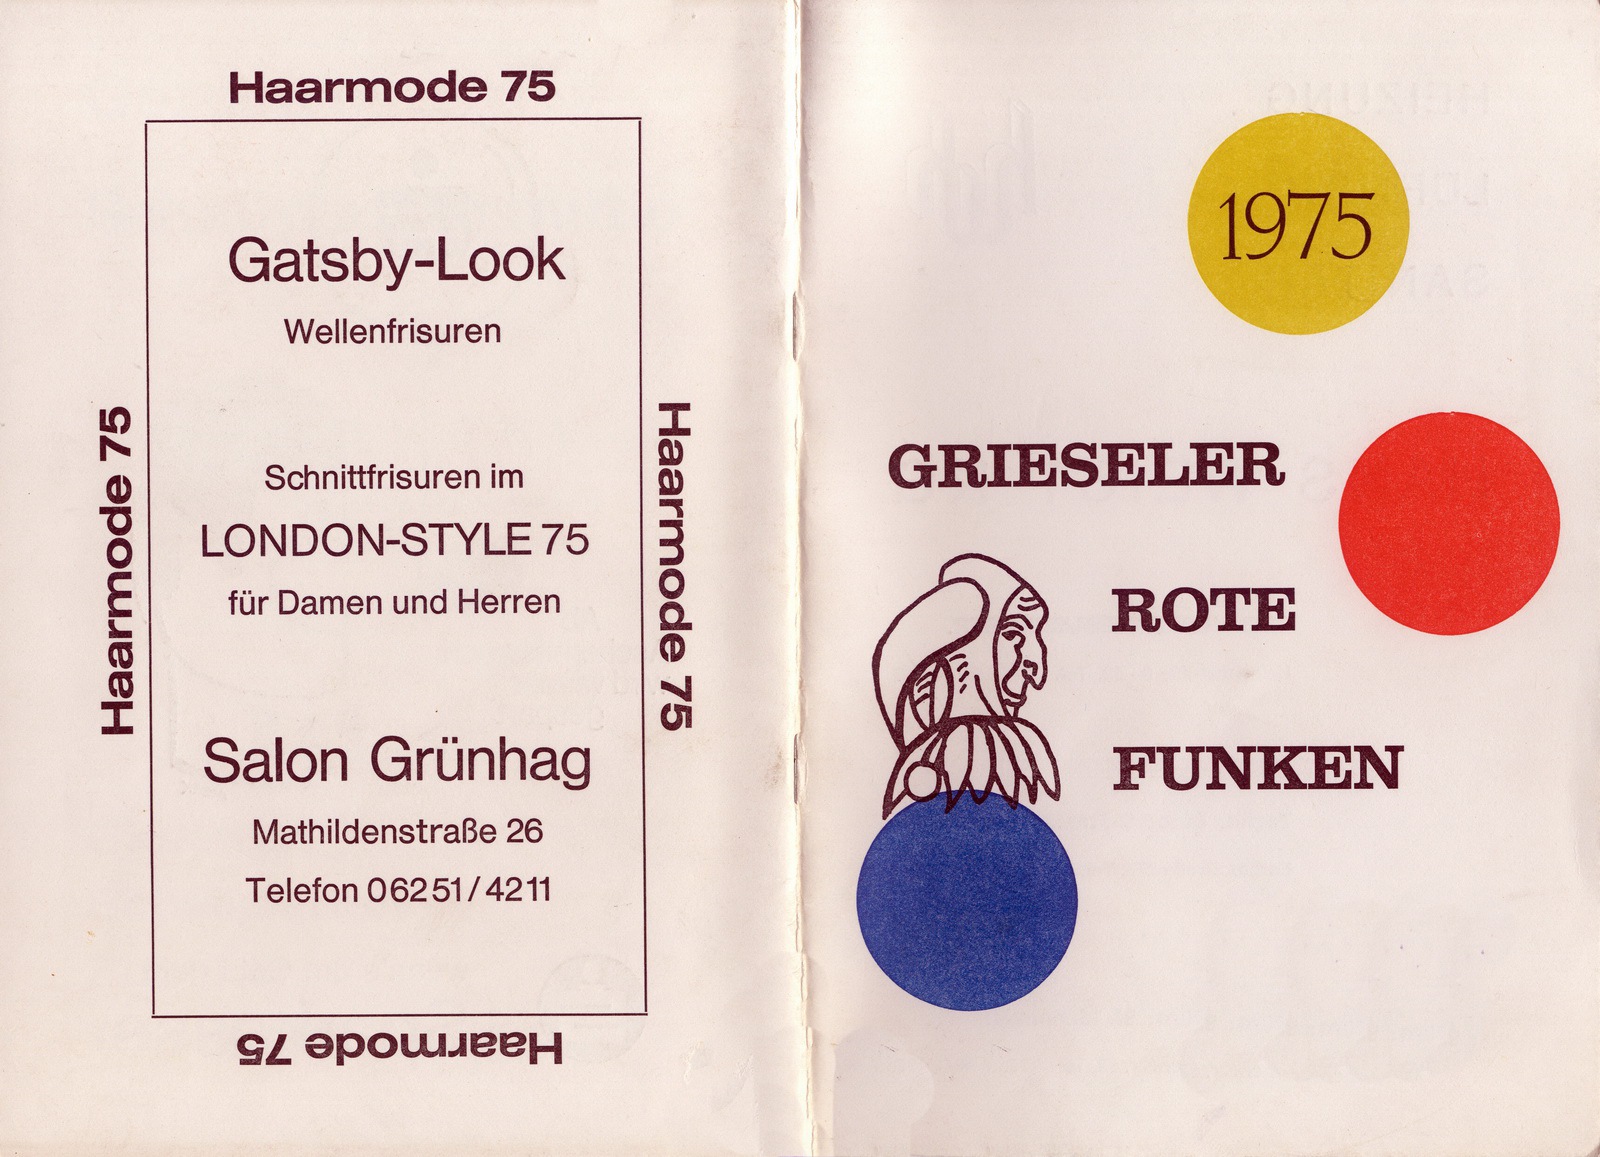 Haarmode 75
Gatsby-Look
Wellenfrisuren
Schnittfrisuren im
LONDON-STYLE 75
für Damen und Herren
Salon Grünhag
Mathildenstraße 26
Telefon 06251/4211
Haarmode 75
Haarmode 75
Haarmode 75
1975
GRIESELER
ROTE
FUNKEN